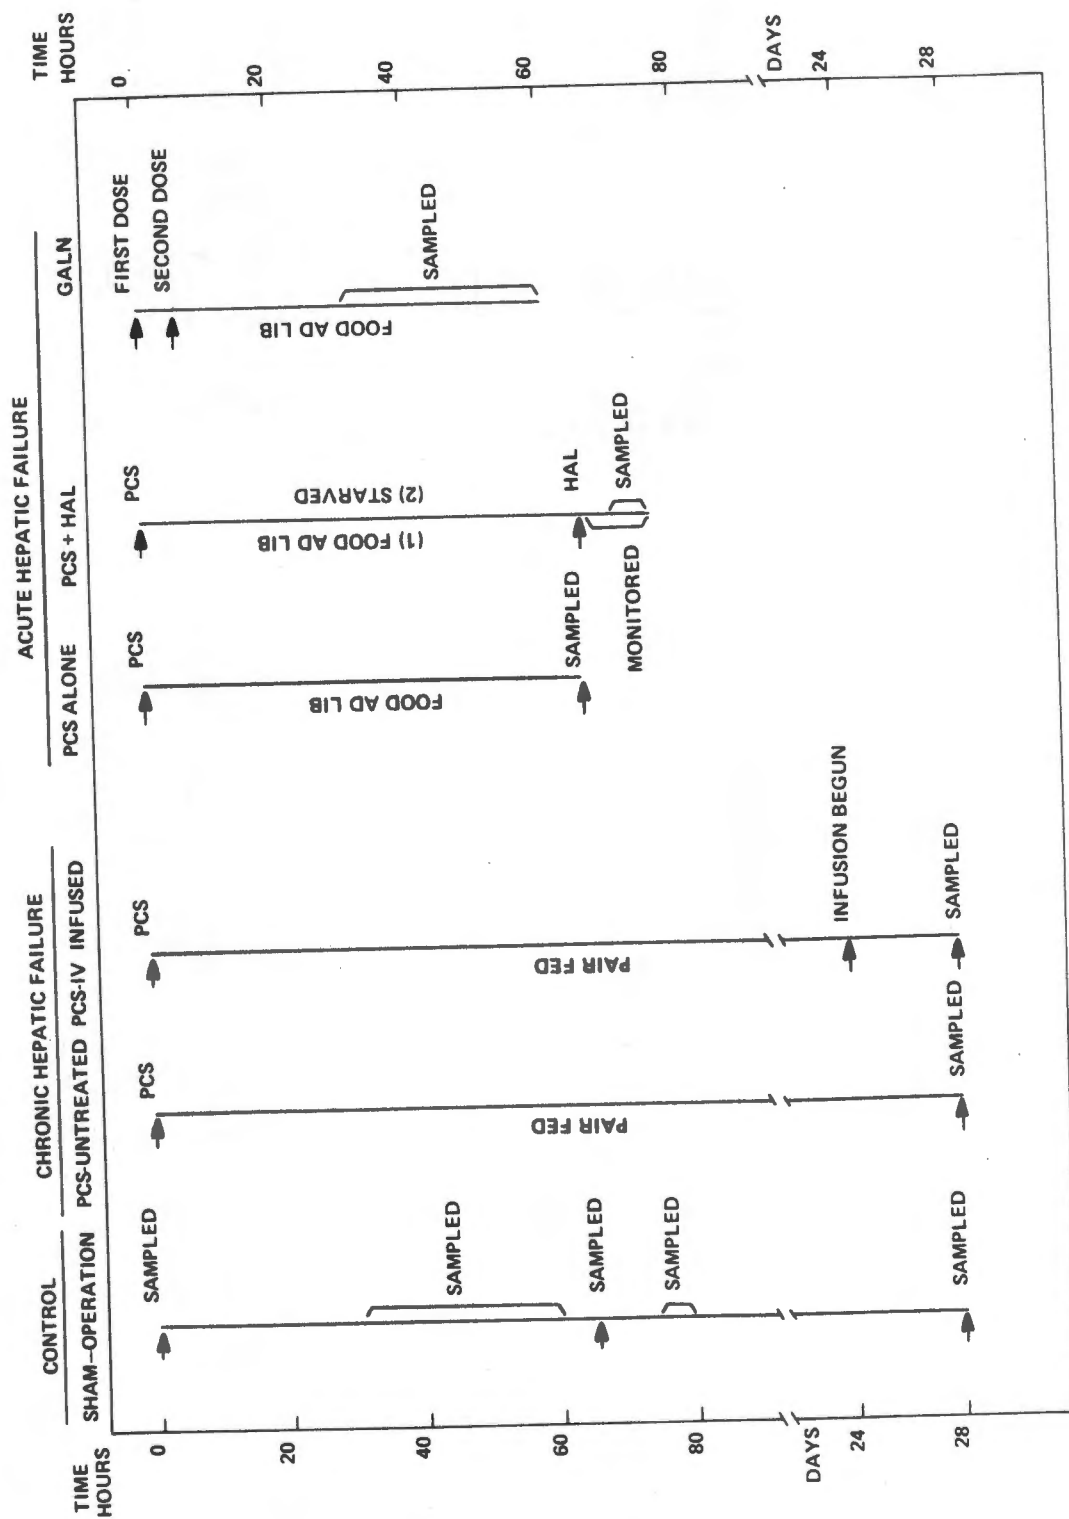 TIME
HOURS
CONTROL
CHRONIC HEPATIC FAILURE
ACUTE HEPATIC FAILURE
TIME
HOURS
SHAM–OPERATION
PCS-UNTREATED
PCS-IV INFUSED
PCS ALONE
PCS + HAL
GALN
0
20
40
60
80
DAYS
24
28
SAMPLED
SAMPLED
SAMPLED
SAMPLED
SAMPLED
PCS
PAIR FED
SAMPLED
PCS
PAIR FED
INFUSION BEGUN
SAMPLED
PCS
FOOD AD LIB
SAMPLED
PCS
(1) FOOD AD LIB
(2) STARVED
HAL
MONITORED
SAMPLED
FIRST DOSE
SECOND DOSE
FOOD AD LIB
SAMPLED
0
20
40
60
80
DAYS
24
28